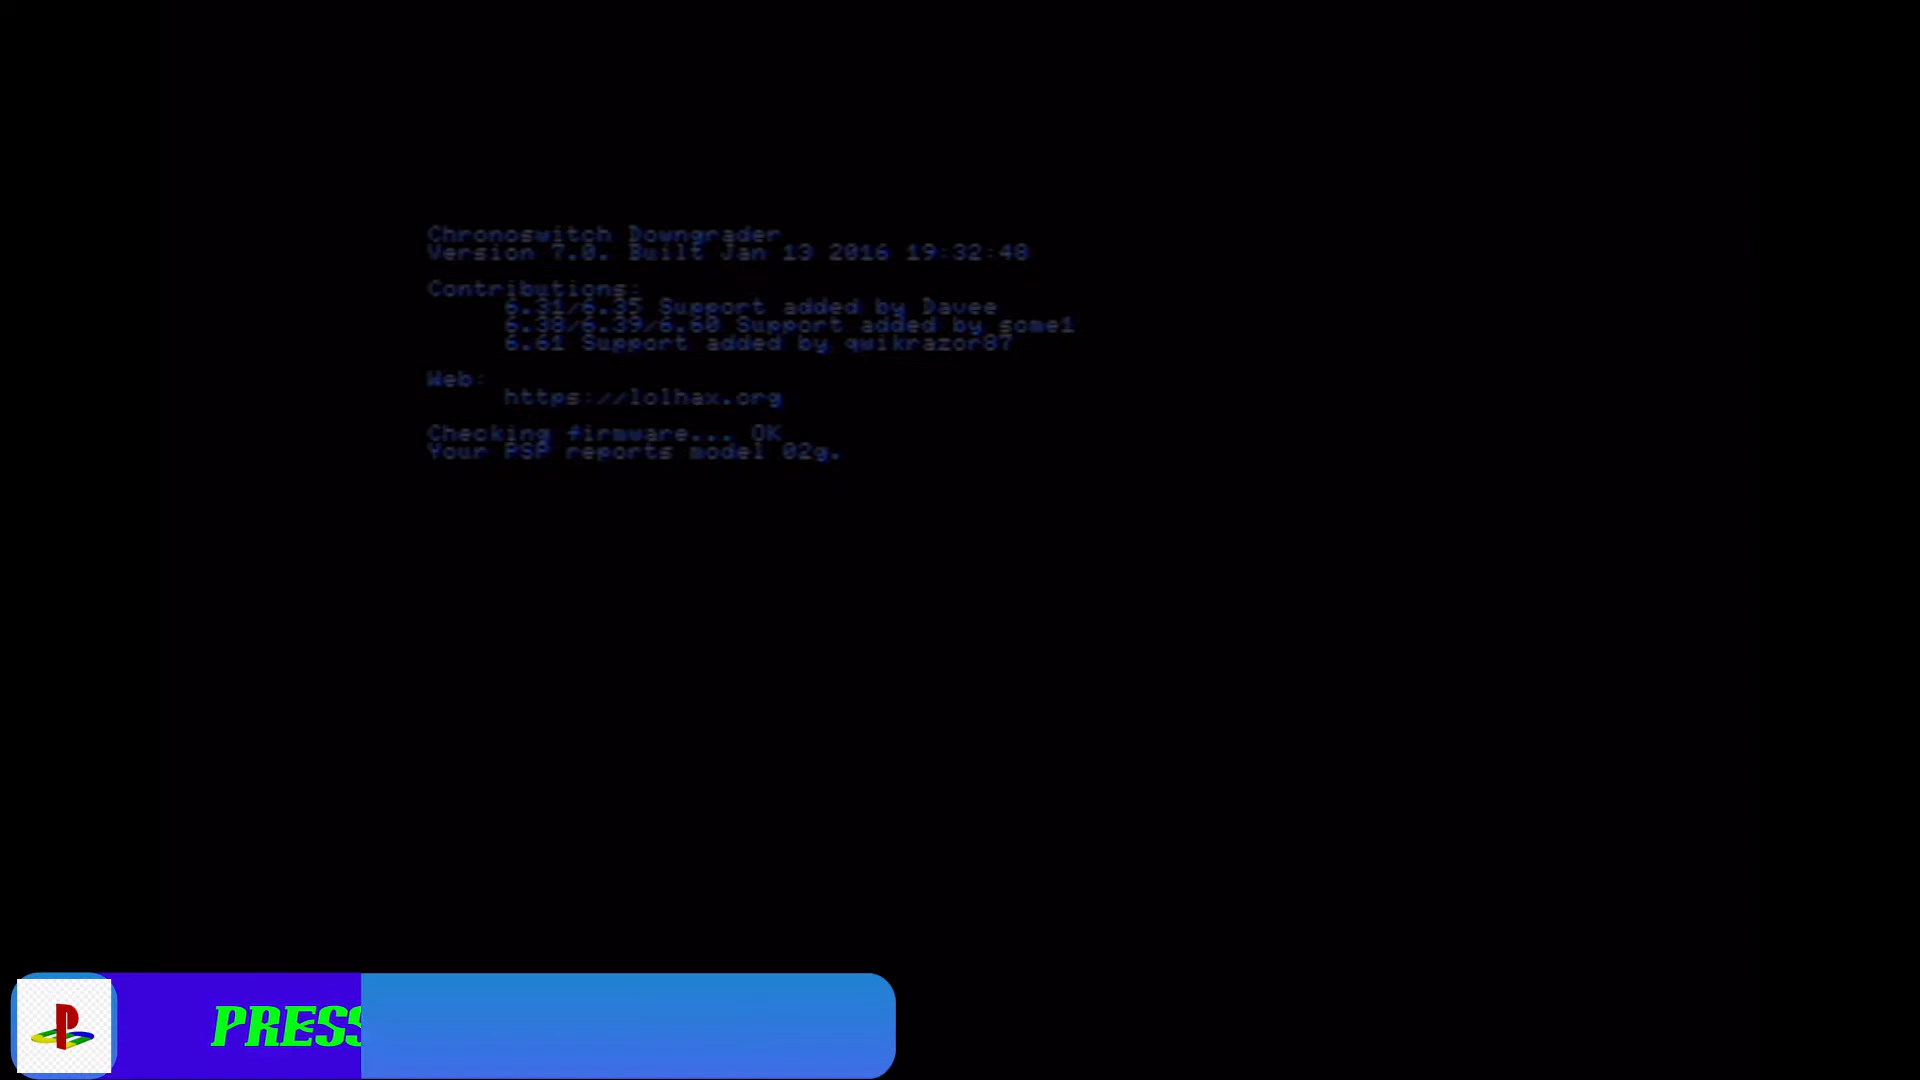 Chronoswitch Downgrader
Version 7.0. Built Jan 13 2016 19:32:48
Contributions:
6.31/6.35 Support added by Davee
6.38/6.39/6.60 Support added by some1
6.61 Support added by qwikrazor87
Web:
https://lolhax.org
Checking firmware... OK
Your PSP reports model 02g.
PRESS